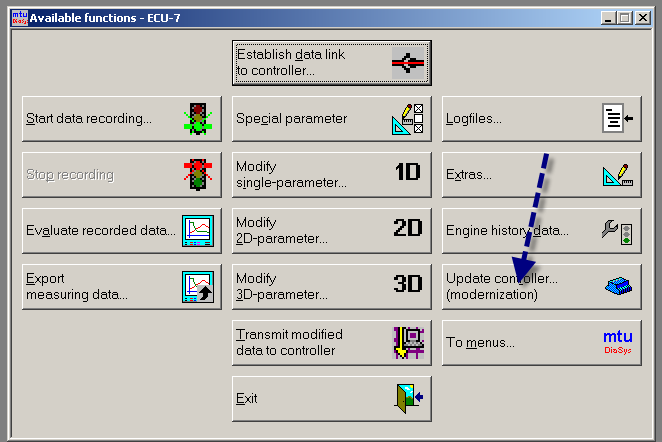 mtu
DiaSys
Available functions - ECU-7
Establish data link
to controller...
Start data recording...
Special parameter
Logfiles...
Stop recording
Modify
single-parameter...
1D
Extras...
Evaluate recorded data...
Modify
2D-parameter...
2D
Engine history data...
Export
measuring data...
Modify
3D-parameter...
3D
Update controller...
(modernization)
Transmit modified
data to controller
To menus...
mtu
DiaSys
Exit